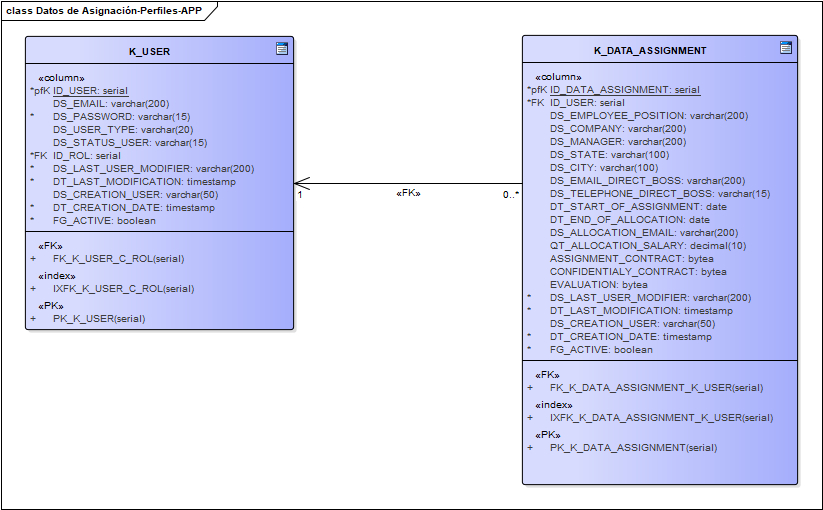 class Datos de Asignación-Perfiles-APP
K_USER
«column»
*pfK ID_USER: serial
DS_EMAIL: varchar(200)
* DS_PASSWORD: varchar(15)
DS_USER_TYPE: varchar(20)
DS_STATUS_USER: varchar(15)
*FK ID_ROL: serial
* DS_LAST_USER_MODIFIER: varchar(200)
* DT_LAST_MODIFICATION: timestamp
DS_CREATION_USER: varchar(50)
* DT_CREATION_DATE: timestamp
* FG_ACTIVE: boolean
«FK»
+ FK_K_USER_C_ROL(serial)
«index»
+ IXFK_K_USER_C_ROL(serial)
«PK»
+ PK_K_USER(serial)
1
«FK»
0..*
K_DATA_ASSIGNMENT
«column»
*pfK ID_DATA_ASSIGNMENT: serial
*FK ID_USER: serial
DS_EMPLOYEE_POSITION: varchar(200)
DS_COMPANY: varchar(200)
DS_MANAGER: varchar(200)
DS_STATE: varchar(100)
DS_CITY: varchar(100)
DS_EMAIL_DIRECT_BOSS: varchar(200)
DS_TELEPHONE_DIRECT_BOSS: varchar(15)
DT_START_OF_ASSIGNMENT: date
DT_END_OF_ALLOCATION: date
DS_ALLOCATION_EMAIL: varchar(200)
QT_ALLOCATION_SALARY: decimal(10)
ASSIGNMENT_CONTRACT: bytea
CONFIDENTIALY_CONTRACT: bytea
EVALUATION: bytea
* DS_LAST_USER_MODIFIER: varchar(200)
* DT_LAST_MODIFICATION: timestamp
DS_CREATION_USER: varchar(50)
* DT_CREATION_DATE: timestamp
* FG_ACTIVE: boolean
«FK»
+ FK_K_DATA_ASSIGNMENT_K_USER(serial)
«index»
+ IXFK_K_DATA_ASSIGNMENT_K_USER(serial)
«PK»
+ PK_K_DATA_ASSIGNMENT(serial)